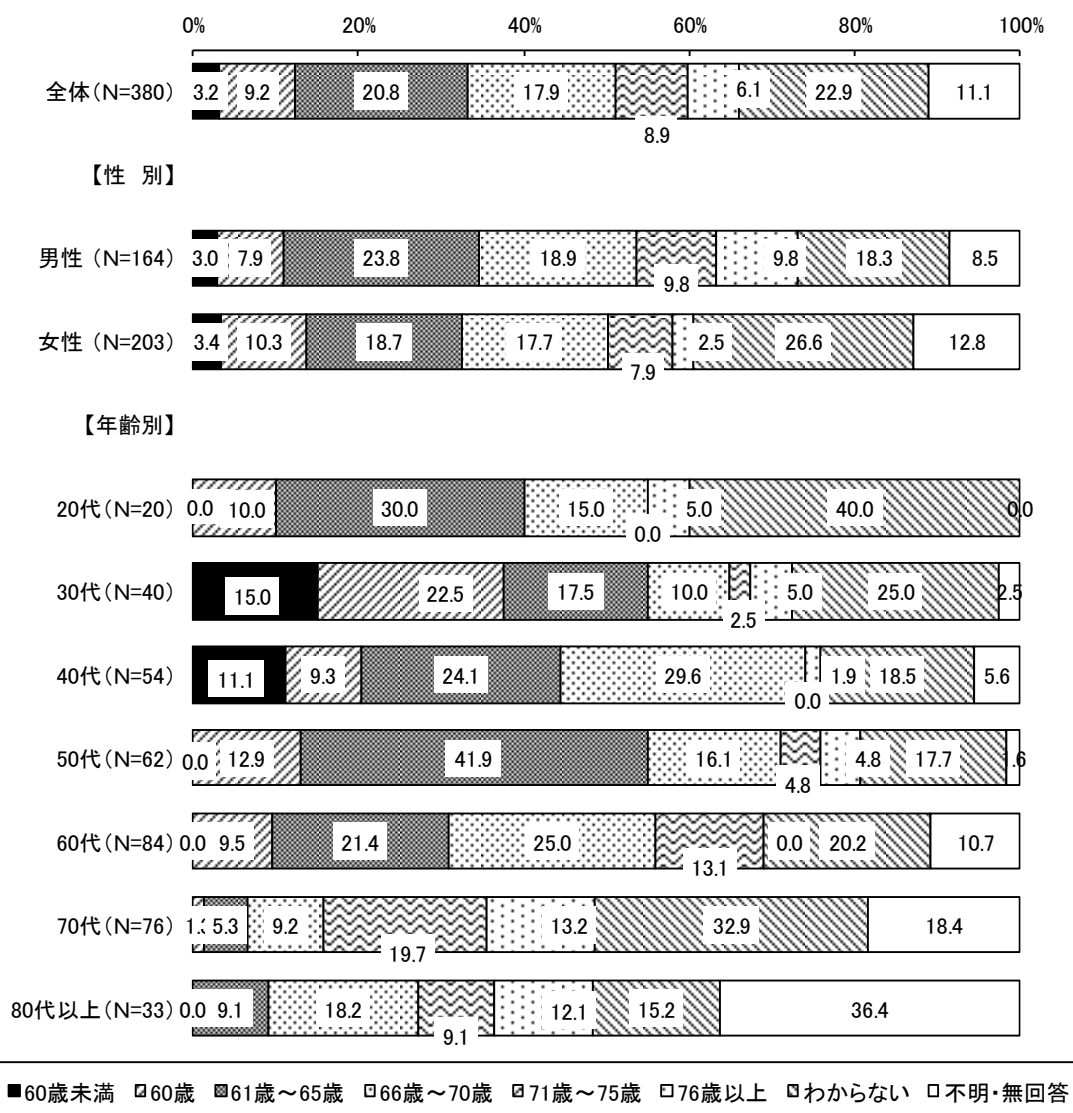 0% 20% 40% 60% 80% 100%
全体(N=380) 3.2 9.2 20.8 17.9 8.9 6.1 22.9 11.1
【性 別】
男性 (N=164) 3.0 7.9 23.8 18.9 9.8 9.8 18.3 8.5
女性 (N=203) 3.4 10.3 18.7 17.7 7.9 2.5 26.6 12.8
【年齢別】
20代(N=20) 0.0 10.0 30.0 15.0 0.0 5.0 40.0 0.0
30代(N=40) 15.0 22.5 17.5 10.0 2.5 5.0 25.0 2.5
40代(N=54) 11.1 9.3 24.1 29.6 0.0 1.9 18.5 5.6
50代(N=62) 0.0 12.9 41.9 16.1 4.8 4.8 17.7 .6
60代(N=84) 0.0 9.5 21.4 25.0 13.1 0.0 20.2 10.7
70代(N=76) 5.3 9.2 19.7 13.2 32.9 18.4
80代以上(N=33) 0.0 9.1 18.2 9.1 12.1 15.2 36.4
60歳未満 60歳 61歳～65歳 66歳～70歳 71歳～75歳 76歳以上 わからない 不明・無回答